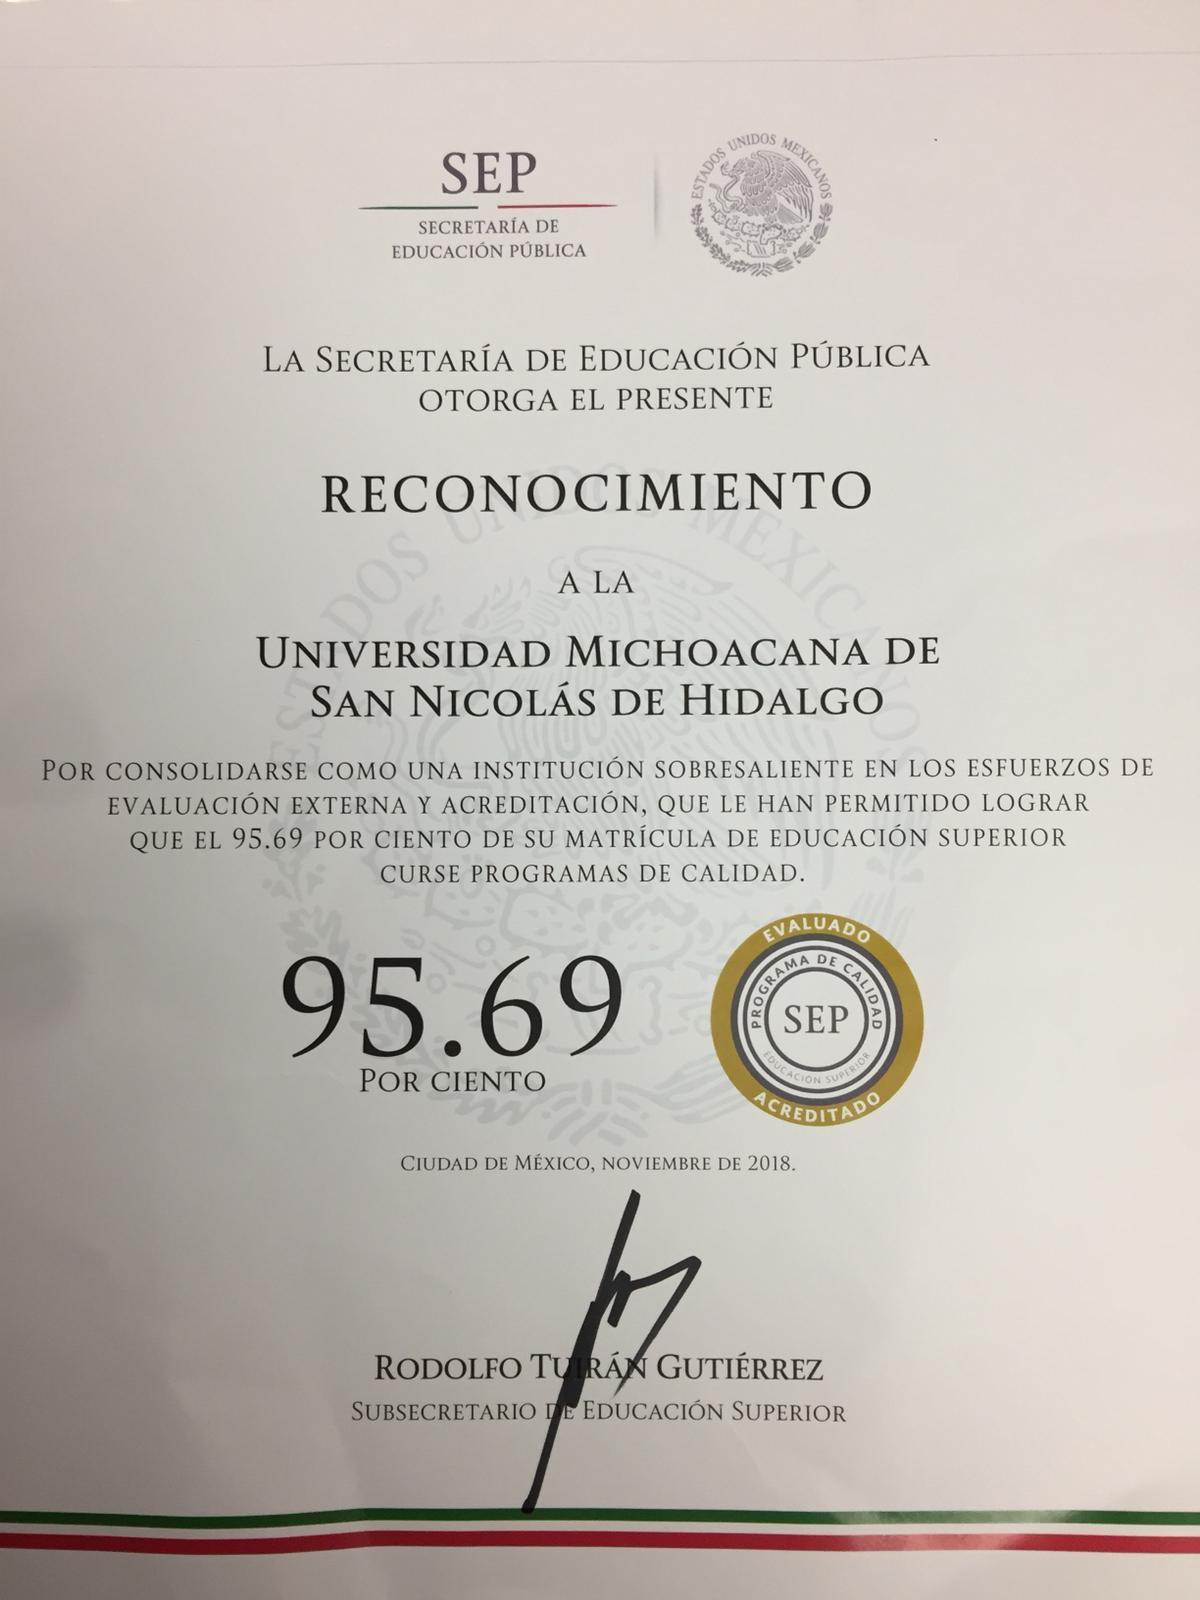 SEP
SECRETARÍA DE
EDUCACIÓN PÚBLICA
ESTADOS UNIDOS MEXICANOS
LA SECRETARÍA DE EDUCACIÓN PÚBLICA
OTORGA EL PRESENTE
RECONOCIMIENTO
A LA
UNIVERSIDAD MICHOACANA DE
SAN NICOLÁS DE HIDALGO
POR CONSOLIDARSE COMO UNA INSTITUCIÓN SOBRESALIENTE EN LOS ESFUERZOS DE
EVALUACIÓN EXTERNA Y ACREDITACIÓN, QUE LE HAN PERMITIDO LOGRAR
QUE EL 95.69 POR CIENTO DE SU MATRÍCULA DE EDUCACIÓN SUPERIOR
CURSE PROGRAMAS DE CALIDAD.
ESTADOS UNIDOS MEXICANOS
95.69
POR CIENTO
EVALUADO
PROGRAMA DE CALIDAD
SEP
EDUCACIÓN SUPERIOR
ACREDITADO
CIUDAD DE MÉXICO, NOVIEMBRE DE 2018.
RODOLFO TUIRÁN GUTIÉRREZ
SUBSECRETARIO DE EDUCACIÓN SUPERIOR